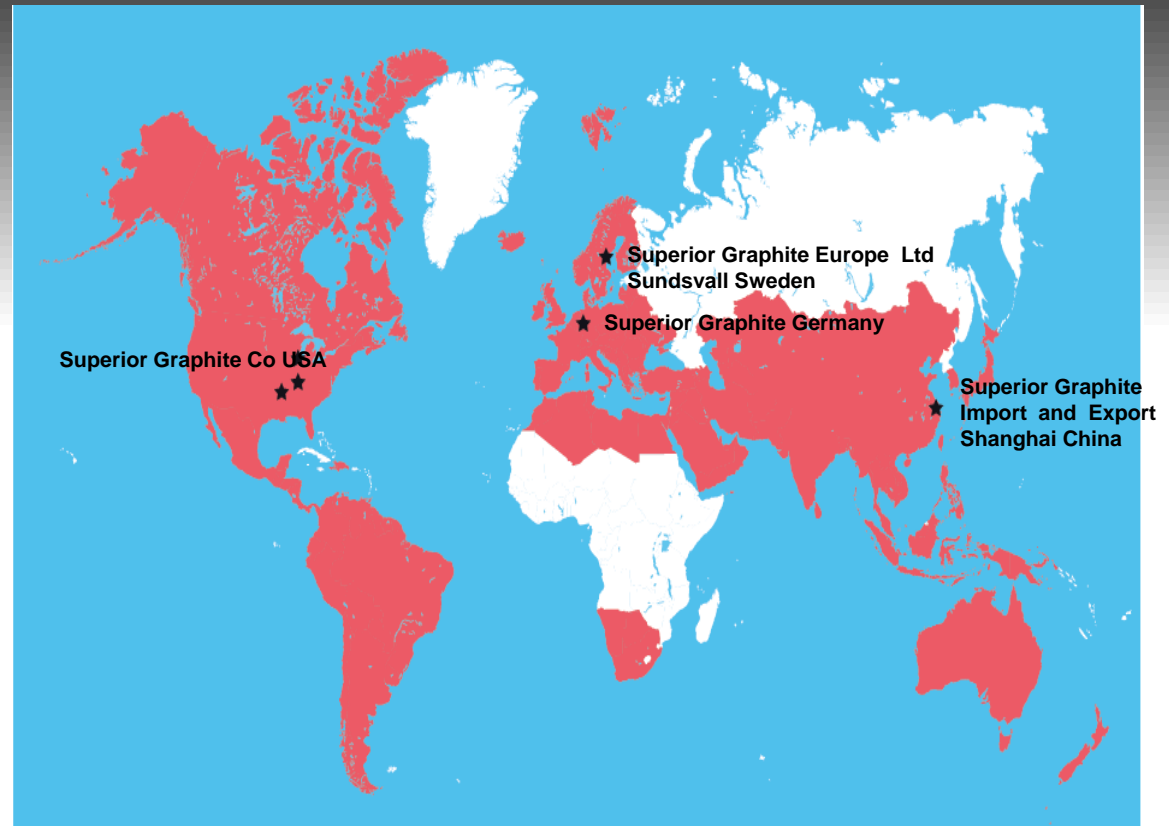 Superior Graphite Europe Ltd
Sundsvall Sweden
Superior Graphite Germany
Superior Graphite Co USA
Superior Graphite
Import and Export
Shanghai China